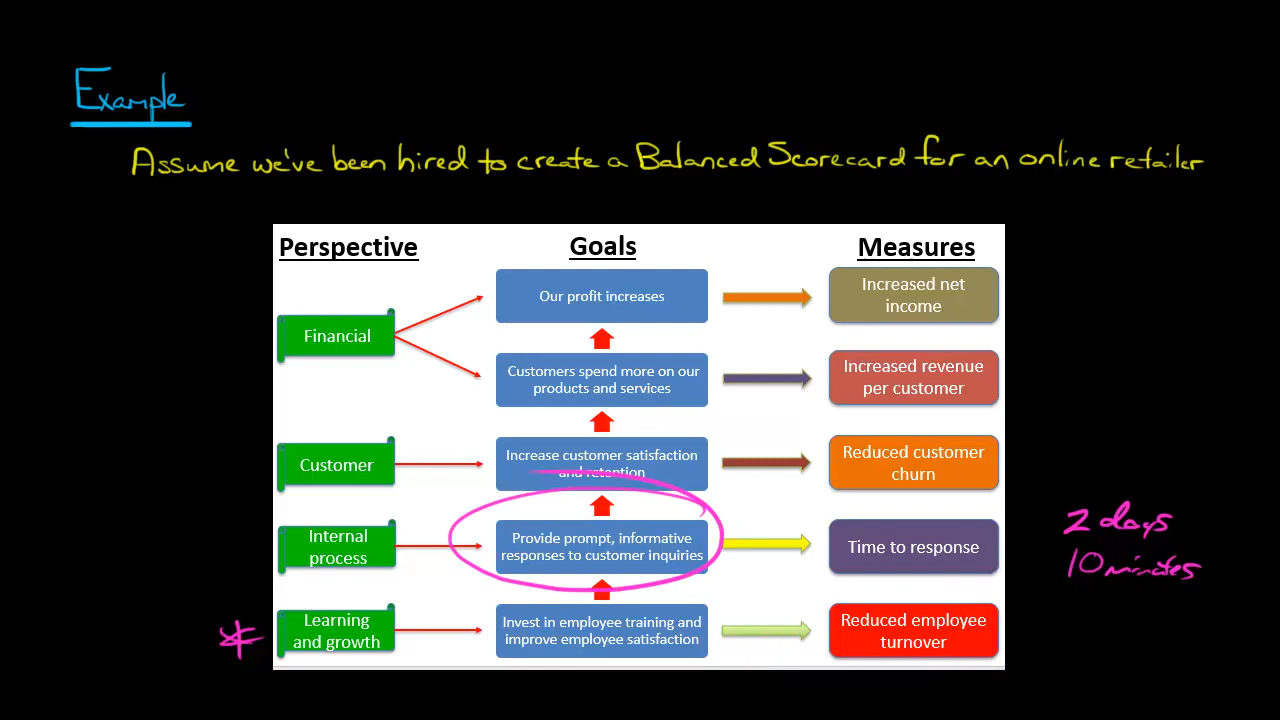 Example
Assume we've been hired to create a Balanced Scorecard for an online retailer
Perspective
Goals
Measures
Financial
Our profit increases
Increased net
income
Customers spend more on our
products and services
Increased revenue
per customer
Customer
Increase customer satisfaction
and retention
Reduced customer
churn
Internal
process
Provide prompt, informative
responses to customer inquiries
Time to response
2 days
10 minutes
Learning
and growth
Invest in employee training and
improve employee satisfaction
Reduced employee
turnover